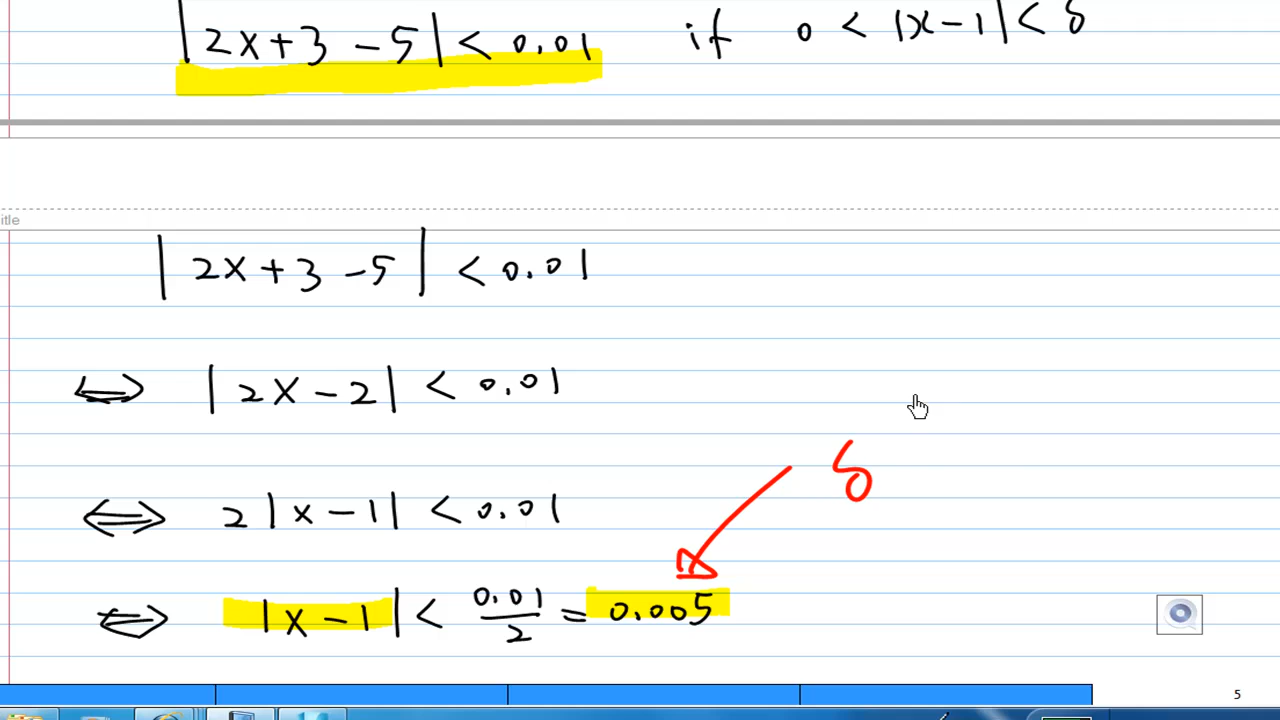 |2x+3 -5| < 0.01 if 0 < |x-1| < δ
itle
|2x+3-5| < 0.01
⇔ |2x-2| < 0.01
δ
⇔ 2|x-1| < 0.01
⇔ |x-1| < 0.01/2 = 0.005
5